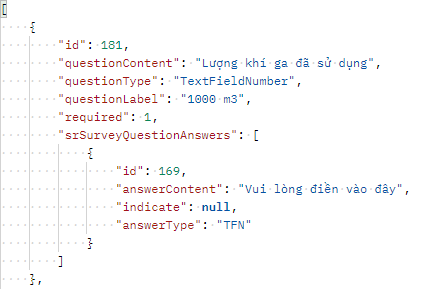 [
{
"id": 181,
"questionContent": "Lượng khí ga đã sử dụng",
"questionType": "TextFieldNumber",
"questionLabel": "1000 m3",
"required": 1,
"srSurveyQuestionAnswers": [
{
"id": 169,
"answerContent": "Vui lòng điền vào đây",
"indicate": null,
"answerType": "TFN"
}
]
},